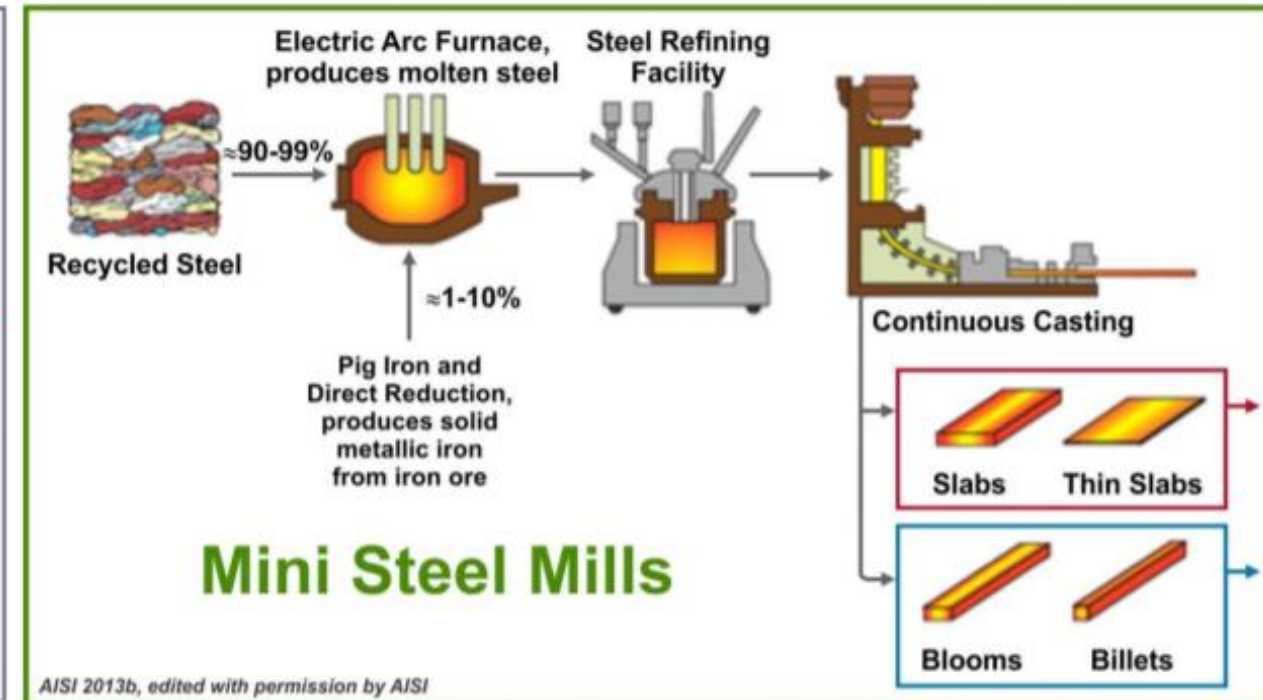 Electric Arc Furnace,
produces molten steel
Steel Refining
Facility
≈90-99%
Recycled Steel
≈1-10%
Pig Iron and
Direct Reduction,
produces solid
metallic iron
from iron ore
Continuous Casting
Slabs
Thin Slabs
Blooms
Billets
Mini Steel Mills
AISI 2013b, edited with permission by AISI